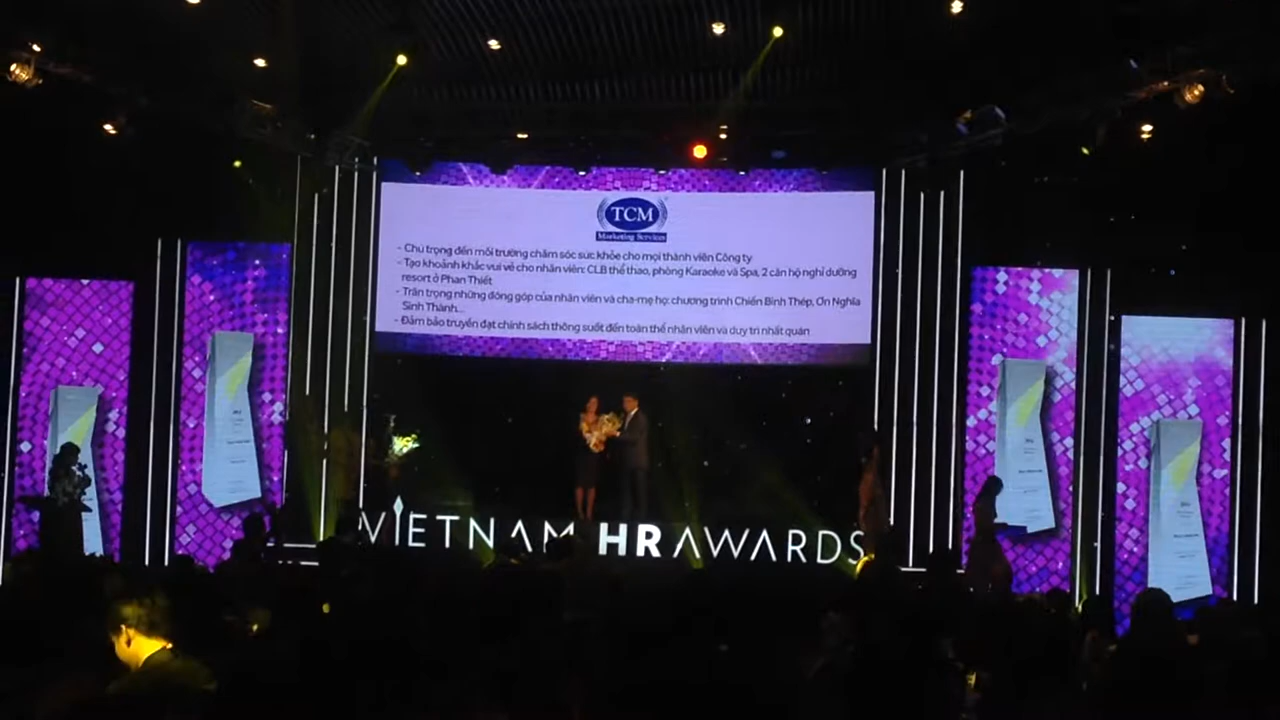 TCM
Marketing Services
- Chú trọng đến môi trường chăm sóc sức khỏe cho mọi thành viên Công ty
- Tạo khoảnh khắc vui vẻ cho nhân viên: CLB thể thao, phòng Karaoke và Spa, 2 căn hộ nghỉ dưỡng
resort ở Phan Thiết
- Trân trọng những đóng góp của nhân viên và cha-mẹ họ: chương trình Chiến Binh Thép, Ơn Nghĩa
Sinh Thành...
- Đảm bảo truyền đạt chính sách thông suốt đến toàn thể nhân viên và duy trì nhất quán
VIETNAM HR AWARDS